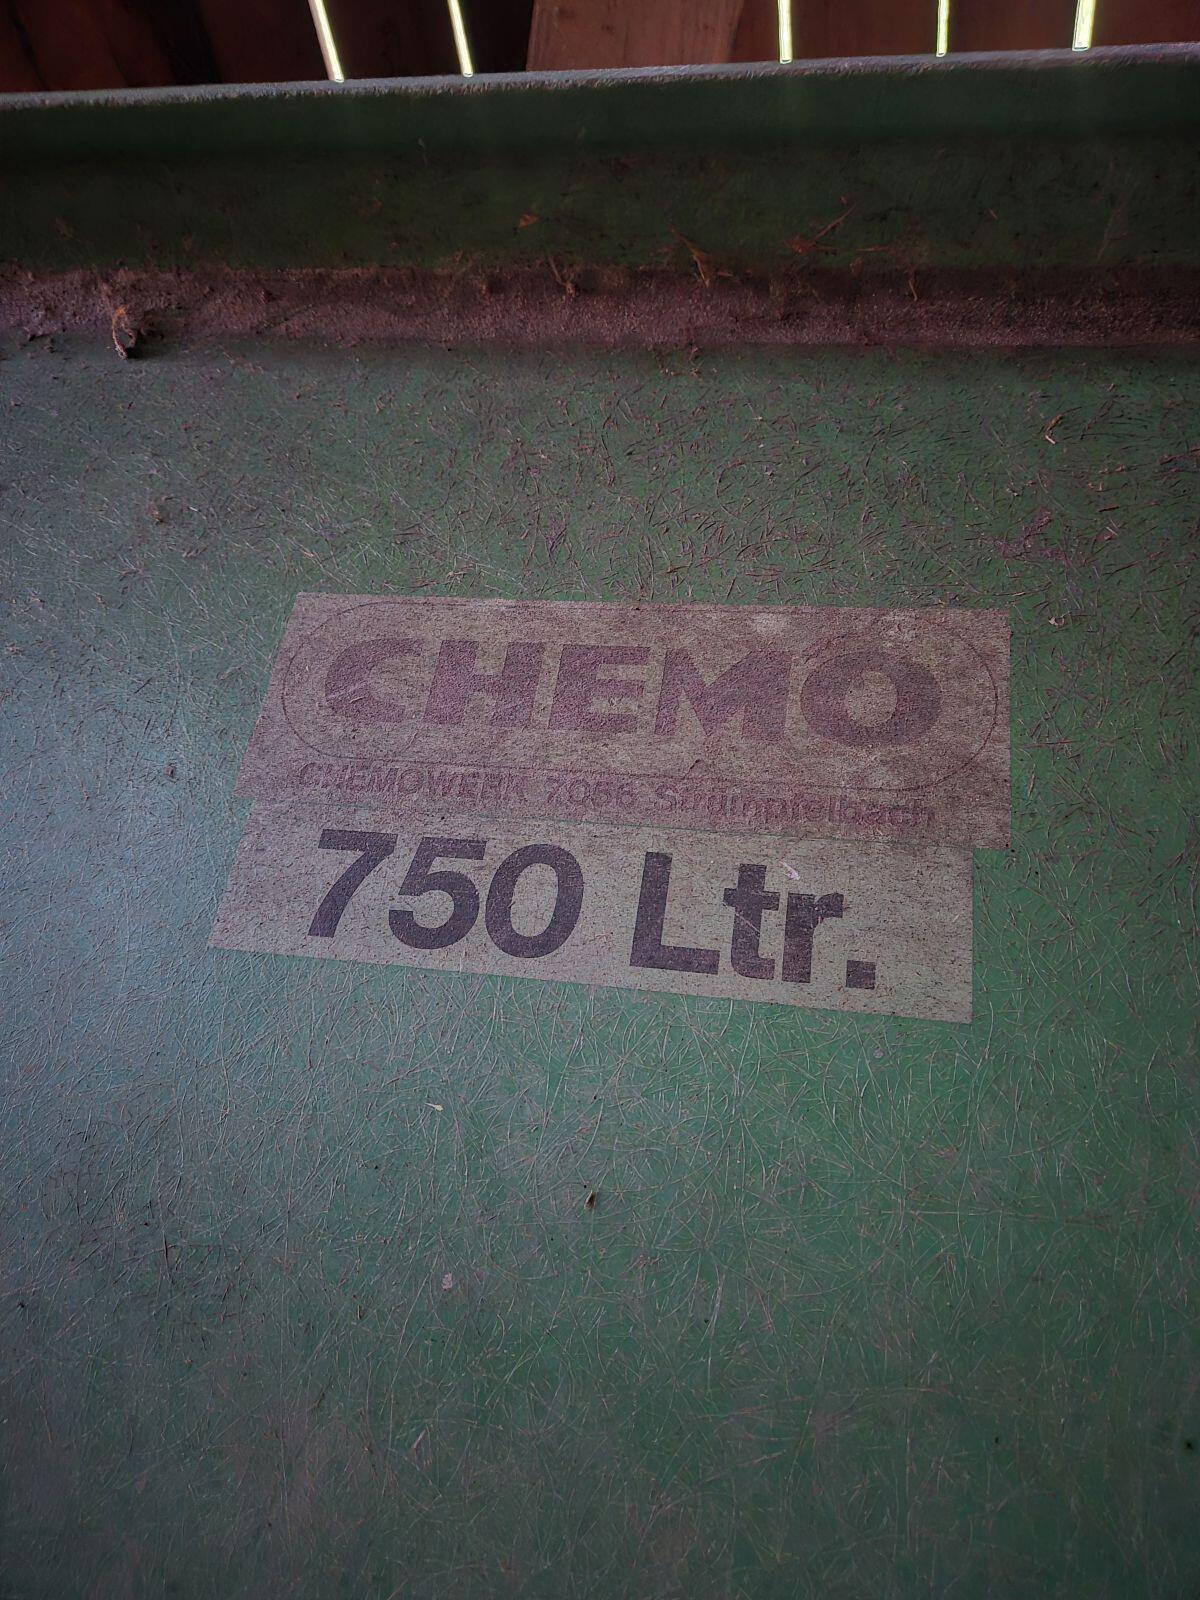 CHEMO
CHEMOWERK 7056 Strümpfelbach
750 Ltr.